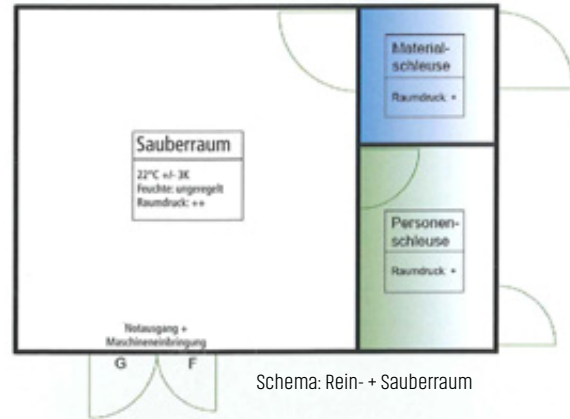 Material-
schleuse
Raumdruck +
Sauberraum
22°C +/- 3K
Feuchte: ungeregelt
Raumdruck: ++
Personen-
schleuse
Raumdruck +
Notausgang +
Maschineneinbringung
G F
Schema: Rein- + Sauberraum